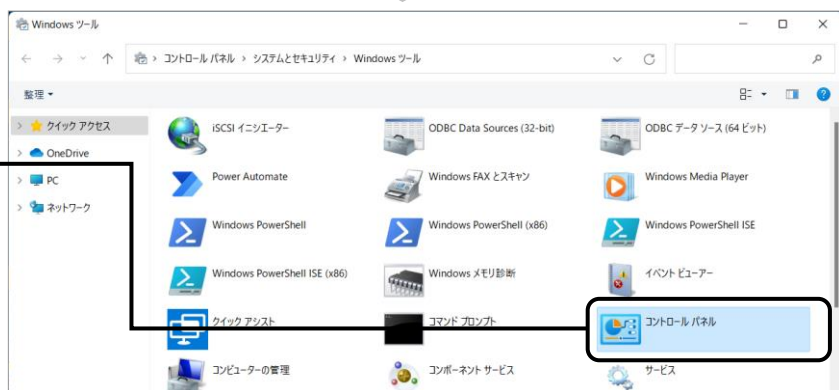 Windows ツール
コントロール パネル › システムとセキュリティ › Windows ツール
整理
クイック アクセス
OneDrive
PC
ネットワーク
iSCSI イニシエーター
ODBC Data Sources (32-bit)
ODBC データ ソース (64 ビット)
Power Automate
Windows FAX とスキャン
Windows Media Player
Windows PowerShell
Windows PowerShell (x86)
Windows PowerShell ISE
Windows PowerShell ISE (x86)
Windows メモリ診断
イベント ビューアー
クイック アシスト
コマンド プロンプト
コントロール パネル
コンピューターの管理
コンポーネント サービス
サービス